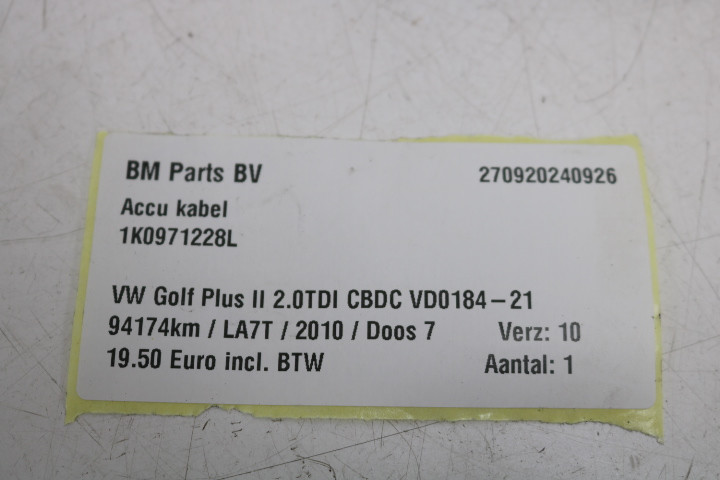 BM Parts BV 270920240926
Accu kabel
1K0971228L
VW Golf Plus II 2.0TDI CBDC VD0184-21
94174km / LA7T / 2010 / Doos 7 Verz: 10
19.50 Euro incl. BTW Aantal: 1